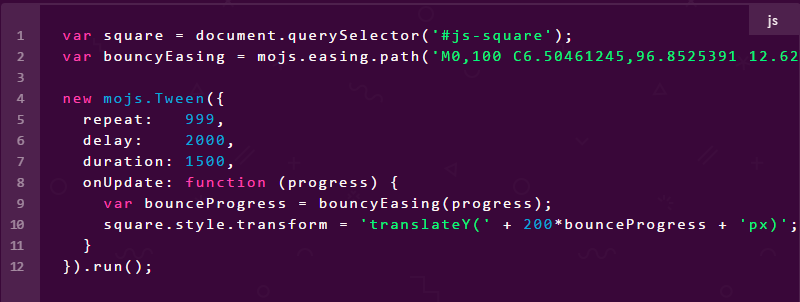 js
1 var square = document.querySelector('#js-square');
2 var bouncyEasing = mojs.easing.path('M0,100 C6.50461245,96.8525391 12.62
3
4 new mojs.Tween({
5 repeat: 999,
6 delay: 2000,
7 duration: 1500,
8 onUpdate: function (progress) {
9 var bounceProgress = bouncyEasing(progress);
10 square.style.transform = 'translateY(' + 200*bounceProgress + 'px)';
11 }
12 }).run();